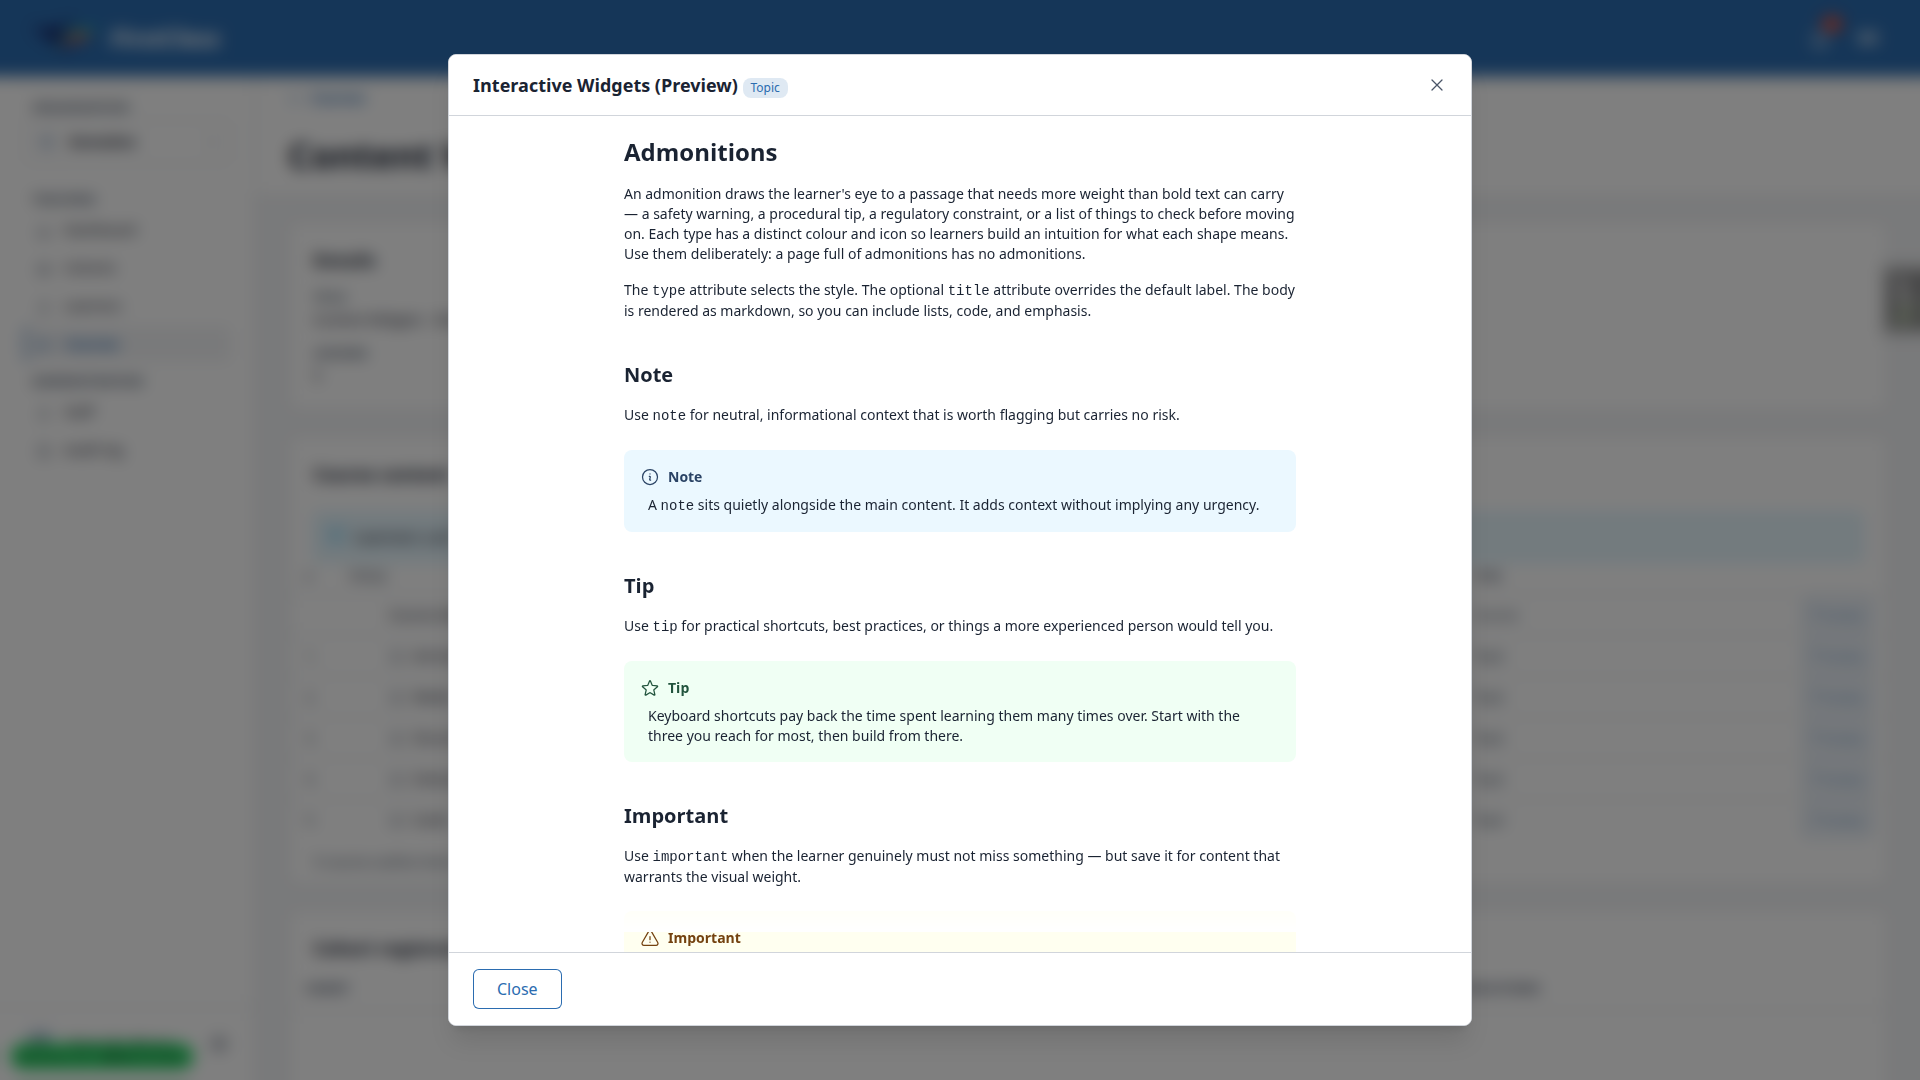 Interactive Widgets (Preview) Topic
Admonitions
An admonition draws the learner's eye to a passage that needs more weight than bold text can carry
— a safety warning, a procedural tip, a regulatory constraint, or a list of things to check before moving
on. Each type has a distinct colour and icon so learners build an intuition for what each shape means.
Use them deliberately: a page full of admonitions has no admonitions.
The type attribute selects the style. The optional title attribute overrides the default label. The body
is rendered as markdown, so you can include lists, code, and emphasis.
Note
Use note for neutral, informational context that is worth flagging but carries no risk.
Note
A note sits quietly alongside the main content. It adds context without implying any urgency.
Tip
Use tip for practical shortcuts, best practices, or things a more experienced person would tell you.
Tip
Keyboard shortcuts pay back the time spent learning them many times over. Start with the
three you reach for most, then build from there.
Important
Use important when the learner genuinely must not miss something — but save it for content that
warrants the visual weight.
Important
Close